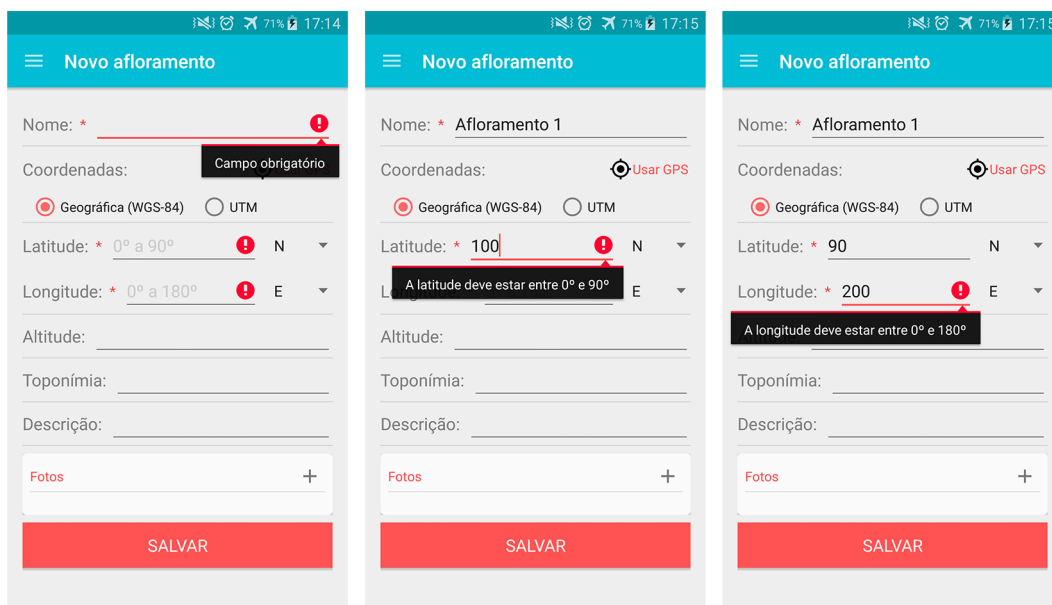 71% 17:14
Novo afloramento
Nome: *
Campo obrigatório
Coordenadas:
Geográfica (WGS-84) UTM
Latitude: * 0º a 90º N
Longitude: * 0º a 180º E
Altitude:
Toponímia:
Descrição:
Fotos +
SALVAR
71% 17:15
Novo afloramento
Nome: * Afloramento 1
Coordenadas: Usar GPS
Geográfica (WGS-84) UTM
Latitude: * 100 N
A latitude deve estar entre 0º e 90º
E
Altitude:
Toponímia:
Descrição:
Fotos +
SALVAR
71% 17:15
Novo afloramento
Nome: * Afloramento 1
Coordenadas: Usar GPS
Geográfica (WGS-84) UTM
Latitude: * 90 N
Longitude: * 200 E
A longitude deve estar entre 0º e 180º
Toponímia:
Descrição:
Fotos +
SALVAR